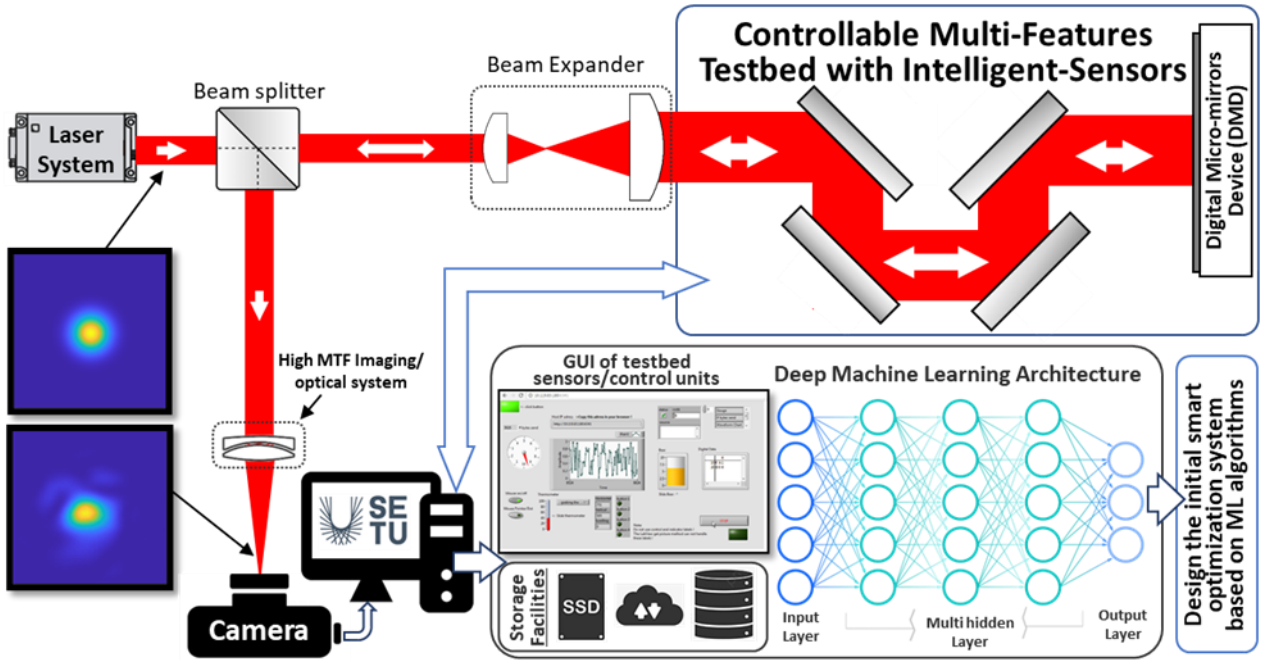 Controllable Multi-Features
Testbed with Intelligent-Sensors
Beam Expander
Beam splitter
Laser
System
Digital Micro-mirrors
Device (DMD)
High MTF Imaging/
optical system
GUI of testbed
sensors/control units
Deep Machine Learning Architecture
SE
TU
Storage
Facilities
SSD
Input
Layer
Multi hidden
Layer
Output
Layer
Camera
Design the initial smart
optimization system
based on ML algorithms